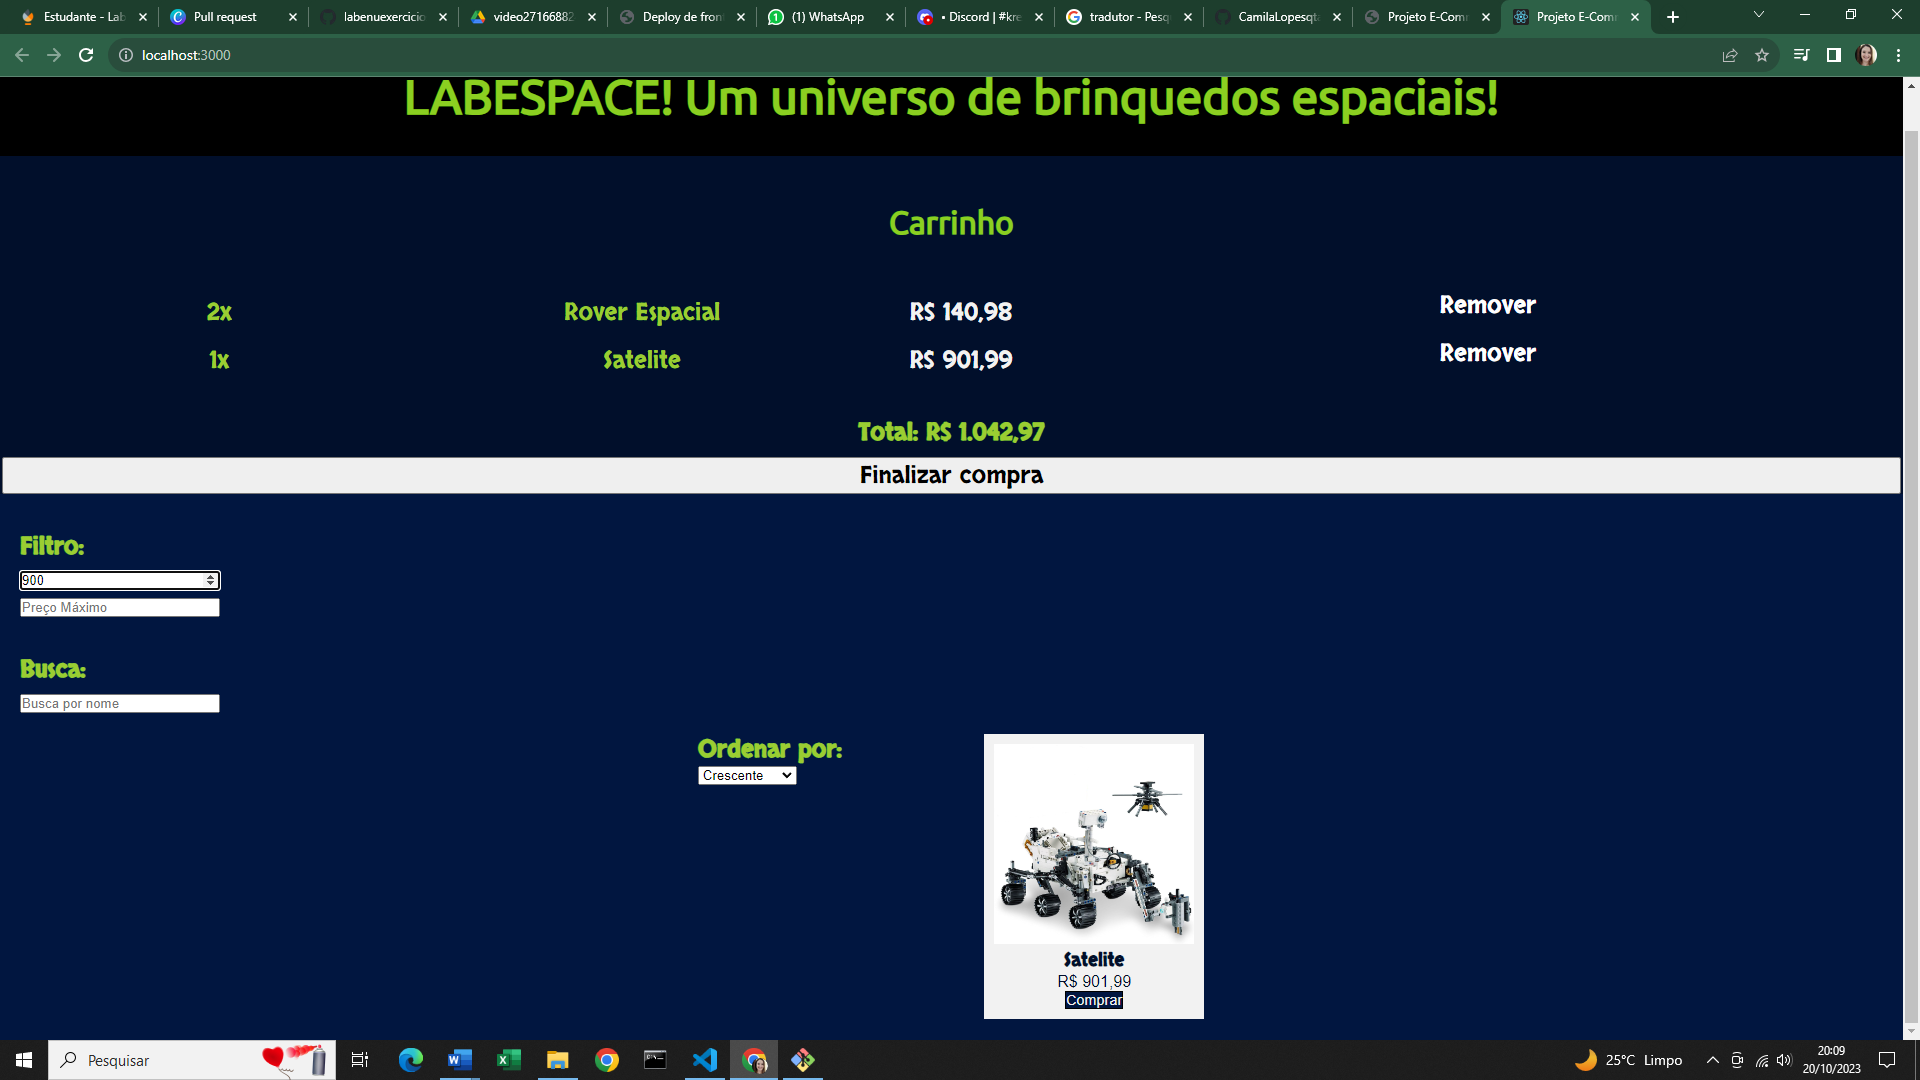 Estudante - Lab
Pull request
labenuexercicio
video27166882
Deploy de fron
(1) WhatsApp
• Discord | #kre
tradutor - Pesq
CamilaLopesqta
Projeto E-Com
Projeto E-Com
localhost:3000
LABESPACE! Um universo de brinquedos espaciais!
Carrinho
2x Rover Espacial R$ 140,98 Remover
1x Satelite R$ 901,99 Remover
Total: R$ 1.042,97
Finalizar compra
Filtro:
900
Preço Máximo
Busca:
Busca por nome
Ordenar por:
Crescente
Satelite
R$ 901,99
Comprar
Pesquisar
25°C Limpo
20:09
20/10/2023